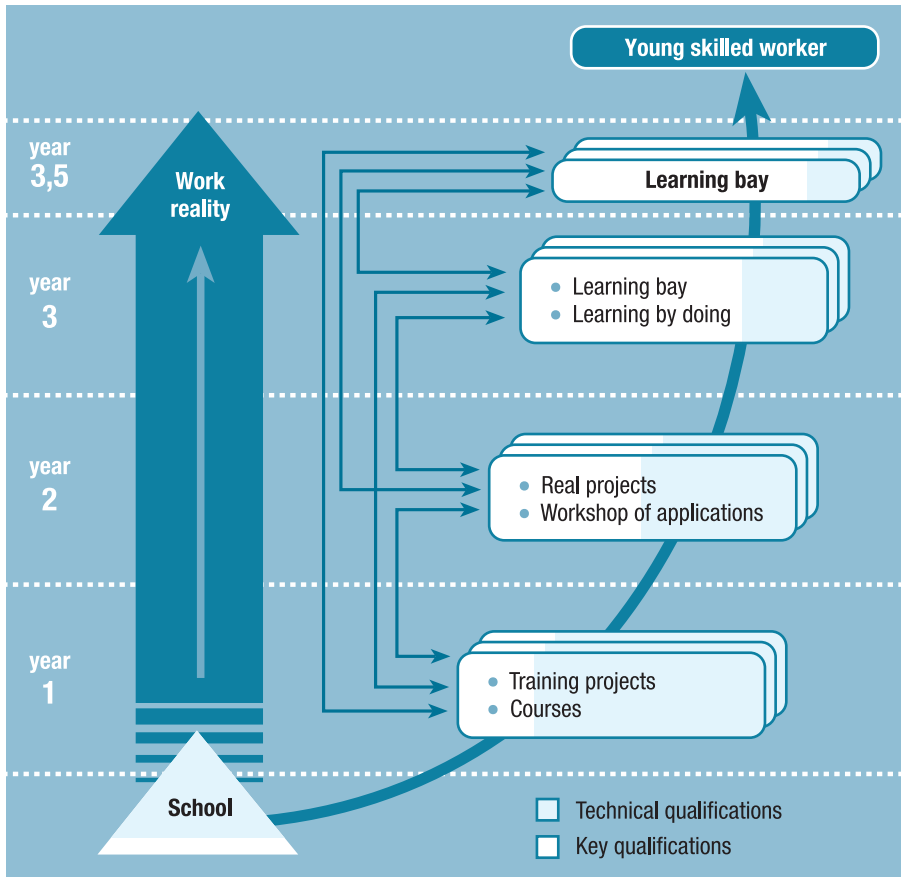 Young skilled worker
year
3,5
Work
reality
Learning bay
year
3
• Learning bay
• Learning by doing
year
2
• Real projects
• Workshop of applications
year
1
• Training projects
• Courses
School
Technical qualifications
Key qualifications